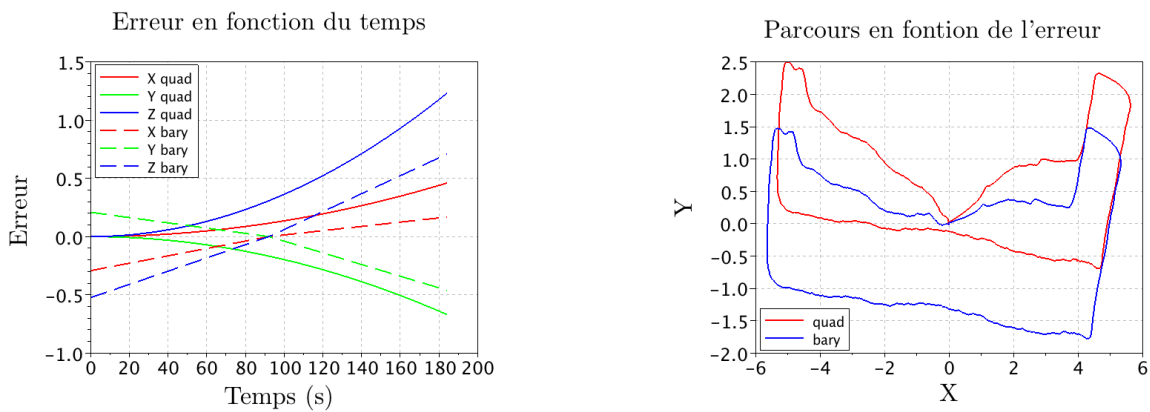 Erreur en fonction du temps
1.5
1.0
0.5
0.0
−0.5
−1.0
Erreur
X quad
Y quad
Z quad
X bary
Y bary
Z bary
0 20 40 60 80 100 120 140 160 180 200
Temps (s)
Parcours en fontion de l'erreur
2.5
2.0
1.5
1.0
0.5
0.0
−0.5
−1.0
−1.5
−2.0
Y
quad
bary
−6 −4 −2 0 2 4 6
X